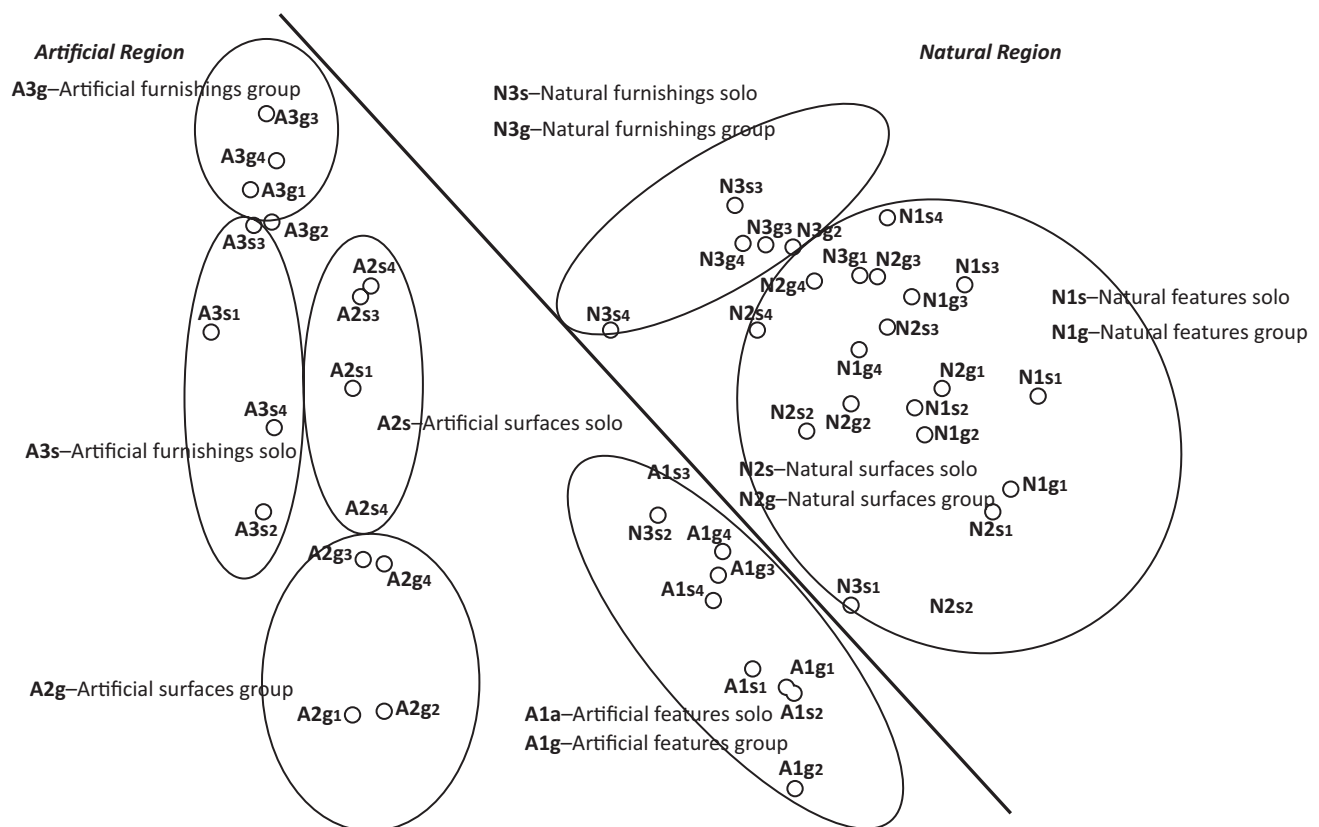 Artificial Region
Natural Region
A3g–Artificial furnishings group
N3s–Natural furnishings solo
A3g3
N3g–Natural furnishings group
A3g4
A3g1
N3s3
A3g2
A3s3
N1s4
N3g3
N3g2
N3g4
N3g1
N2g3
A2s4
N1s3
N2g4
N1s–Natural features solo
N1g3
A3s1
A2s3
N3s4
N2s4
N2s3
N1g–Natural features group
A2s1
N1g4
N2g1
N1s1
A3s4
N2s2
N2g2
N1s2
A2s–Artificial surfaces solo
N1g2
A3s–Artificial furnishings solo
A1s3
N2s–Natural surfaces solo
N1g1
N2g–Natural surfaces group
A2s4
A3s2
N3s2
A1g4
N2s1
A2g3
A2g4
A1g3
A1s4
N3s1
N2s2
A1g1
A2g–Artificial surfaces group
A1s1
A2g1
A2g2
A1a–Artificial features solo
A1s2
A1g–Artificial features group
A1g2